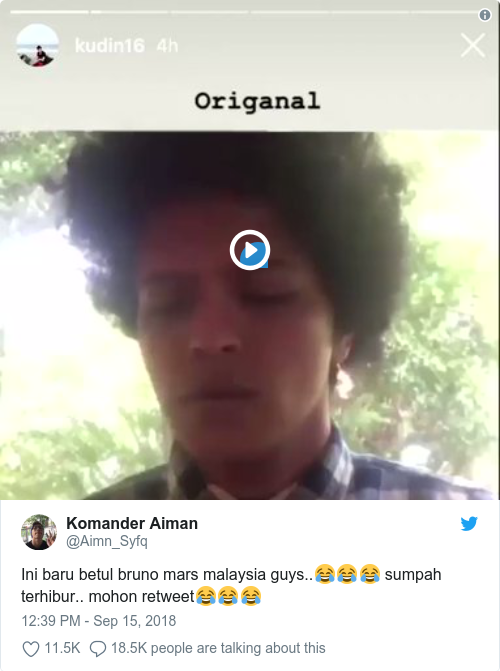 kudin16 4h
Origanal
Komander Aiman
@Aimn_Syfq
Ini baru betul bruno mars malaysia guys..😂😂😂 sumpah
terhibur.. mohon retweet😂😂😂
12:39 PM - Sep 15, 2018
11.5K 18.5K people are talking about this